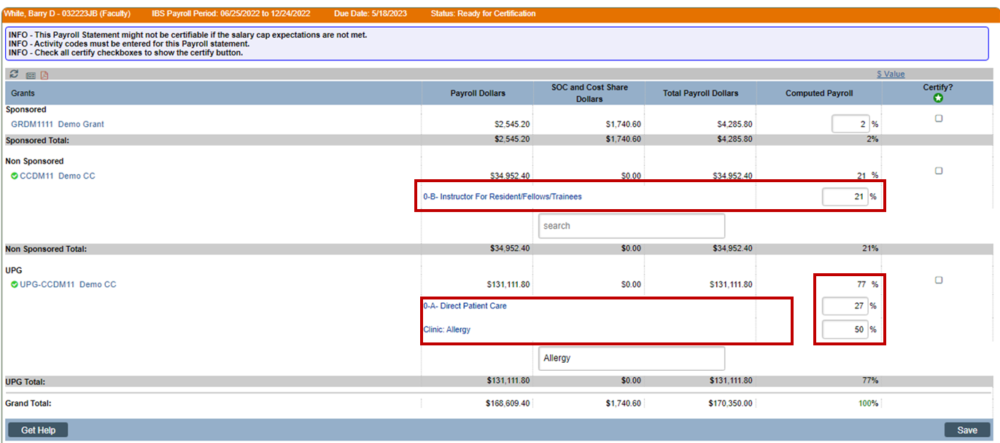 White, Barry D - 032223JB (Faculty) IBS Payroll Period: 06/25/2022 to 12/24/2022 Due Date: 5/18/2023 Status: Ready for Certification
INFO - This Payroll Statement might not be certifiable if the salary cap expectations are not met.
INFO - Activity codes must be entered for this Payroll statement.
INFO - Check all certify checkboxes to show the certify button.
$ Value
Grants Payroll Dollars SOC and Cost Share Dollars Total Payroll Dollars Computed Payroll Certify?
Sponsored
GRDM1111 Demo Grant $2,545.20 $1,740.60 $4,285.80 2 %
Sponsored Total: $2,545.20 $1,740.60 $4,285.80 2%
Non Sponsored
CCDM11 Demo CC $34,952.40 $0.00 $34,952.40 21 %
0-B- Instructor For Resident/Fellows/Trainees 21 %
search
Non Sponsored Total: $34,952.40 $0.00 $34,952.40 21%
UPG
UPG-CCDM11 Demo CC $131,111.80 $0.00 $131,111.80 77 %
0-A- Direct Patient Care 27 %
Clinic: Allergy 50 %
Allergy
UPG Total: $131,111.80 $0.00 $131,111.80 77%
Grand Total: $168,609.40 $1,740.60 $170,350.00 100%
Get Help Save